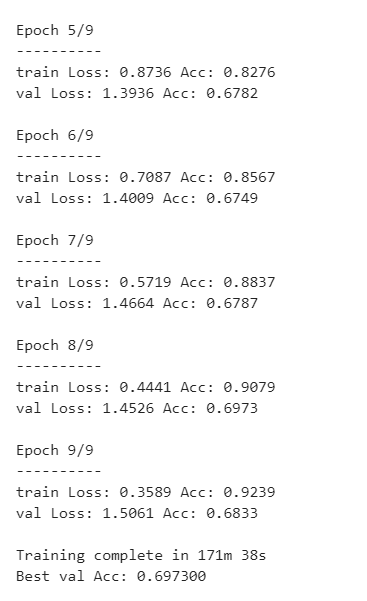 Epoch 5/9
----------
train Loss: 0.8736 Acc: 0.8276
val Loss: 1.3936 Acc: 0.6782
Epoch 6/9
----------
train Loss: 0.7087 Acc: 0.8567
val Loss: 1.4009 Acc: 0.6749
Epoch 7/9
----------
train Loss: 0.5719 Acc: 0.8837
val Loss: 1.4664 Acc: 0.6787
Epoch 8/9
----------
train Loss: 0.4441 Acc: 0.9079
val Loss: 1.4526 Acc: 0.6973
Epoch 9/9
----------
train Loss: 0.3589 Acc: 0.9239
val Loss: 1.5061 Acc: 0.6833
Training complete in 171m 38s
Best val Acc: 0.697300